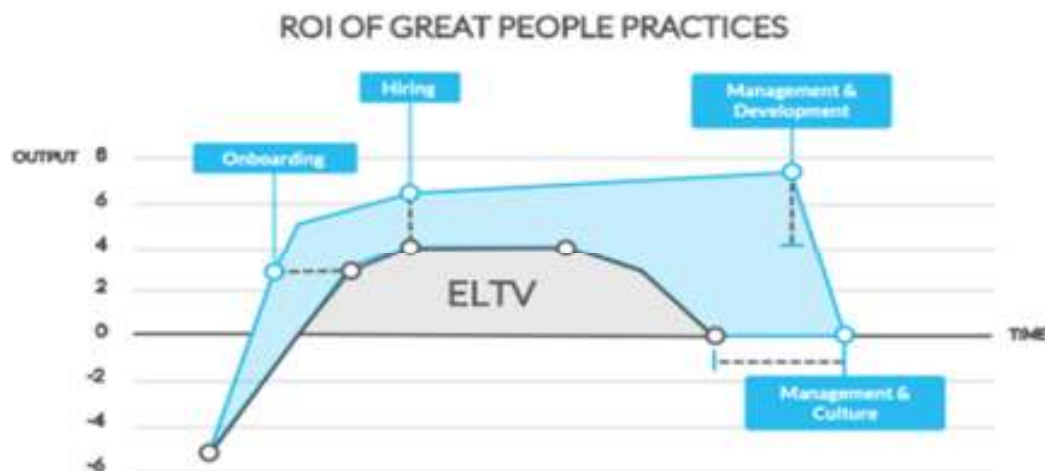 ROI OF GREAT PEOPLE PRACTICES
Hiring
Management &
Development
OUTPUT
8
Onboarding
6
4
2
ELTV
0
TIME
-2
Management &
Culture
-4
-6